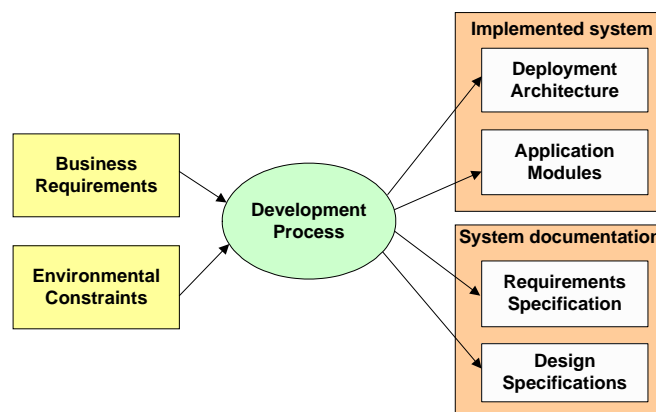 Implemented system
Deployment
Architecture
Application
Modules
Business
Requirements
Development
Process
Environmental
Constraints
System documentation
Requirements
Specification
Design
Specifications